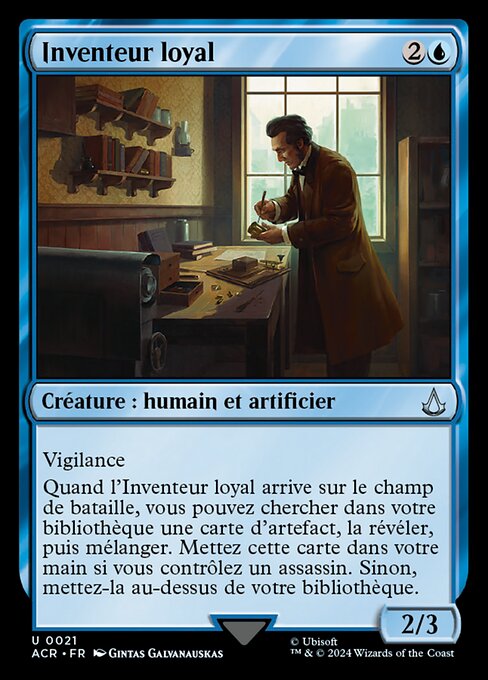 Inventeur loyal 2
Créature : humain et artificier
Vigilance
Quand l'Inventeur loyal arrive sur le champ
de bataille, vous pouvez chercher dans votre
bibliothèque une carte d'artefact, la révéler,
puis mélanger. Mettez cette carte dans votre
main si vous contrôlez un assassin. Sinon,
mettez-la au-dessus de votre bibliothèque.
2/3
U 0021
ACR • FR Gintas Galvanauskas
© Ubisoft
™ & © 2024 Wizards of the Coast